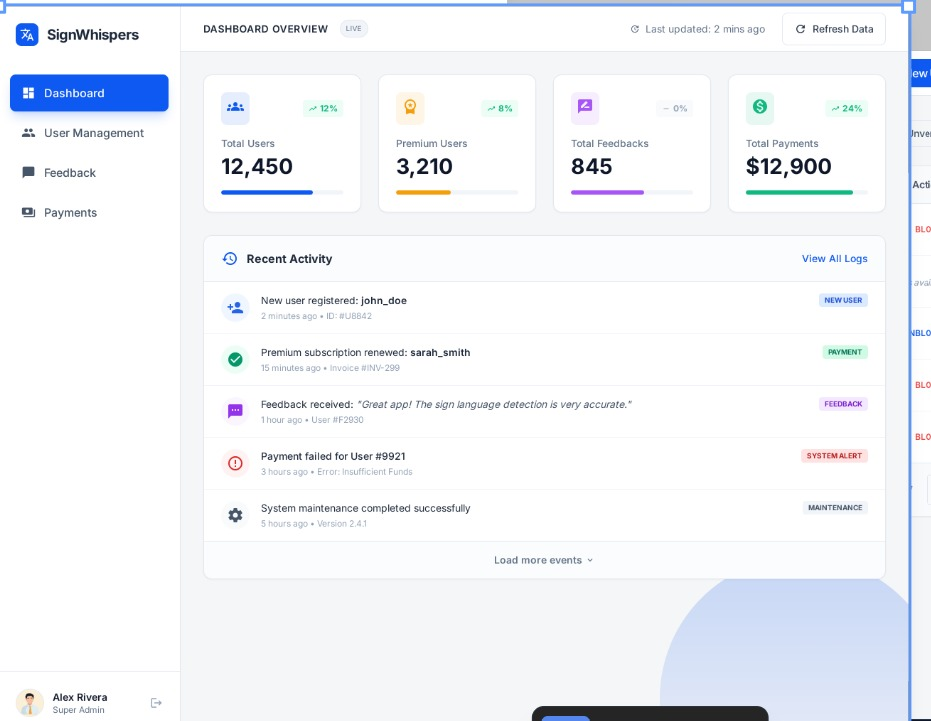 SignWhispers
Dashboard
User Management
Feedback
Payments
Alex Rivera
Super Admin
DASHBOARD OVERVIEW LIVE
Last updated: 2 mins ago
Refresh Data
12%
Total Users
12,450
8%
Premium Users
3,210
0%
Total Feedbacks
845
24%
Total Payments
$12,900
Recent Activity
View All Logs
New user registered: john_doe
NEW USER
2 minutes ago • ID: #U8842
Premium subscription renewed: sarah_smith
PAYMENT
15 minutes ago • Invoice #INV-299
Feedback received: "Great app! The sign language detection is very accurate."
FEEDBACK
1 hour ago • User #F2930
Payment failed for User #9921
SYSTEM ALERT
3 hours ago • Error: Insufficient Funds
System maintenance completed successfully
MAINTENANCE
5 hours ago • Version 2.4.1
Load more events
BLO
BLO
BLO